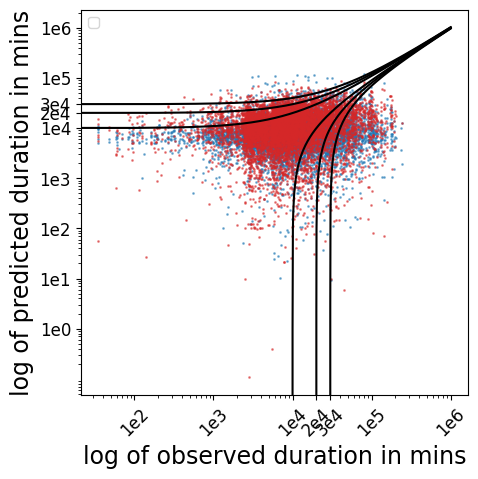 log of predicted duration in mins
1e6
1e5
3e4
2e4
1e4
1e3
1e2
1e1
1e0
1e2
1e3
1e4
2e4
3e4
1e5
1e6
log of observed duration in mins